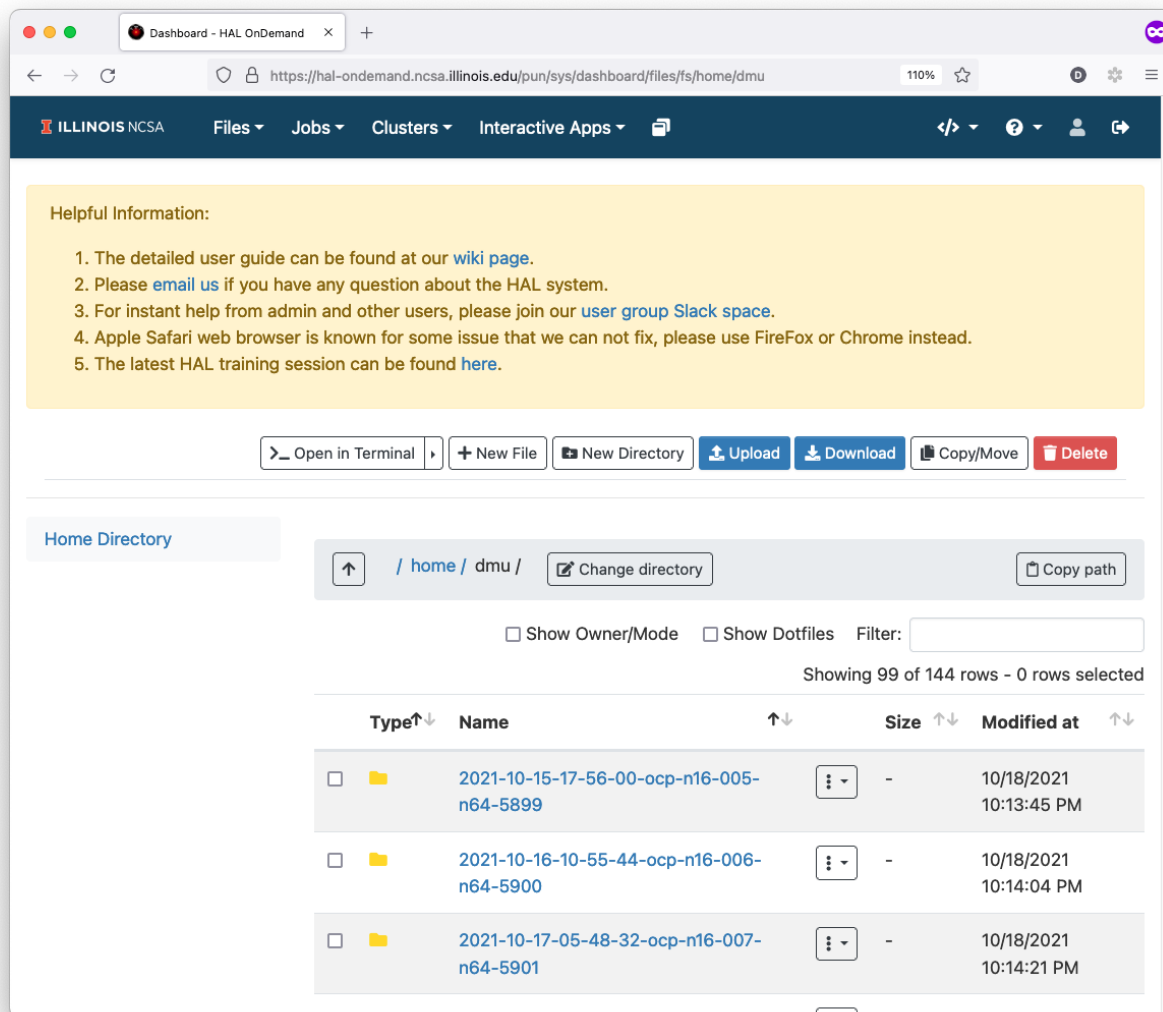 Dashboard - HAL OnDemand
https://hal-ondemand.ncsa.illinois.edu/pun/sys/dashboard/files/fs/home/dmu
110%
D
ILLINOIS NCSA
Files
Jobs
Clusters
Interactive Apps
Helpful Information:
1. The detailed user guide can be found at our wiki page.
2. Please email us if you have any question about the HAL system.
3. For instant help from admin and other users, please join our user group Slack space.
4. Apple Safari web browser is known for some issue that we can not fix, please use FireFox or Chrome instead.
5. The latest HAL training session can be found here.
Open in Terminal
New File
New Directory
Upload
Download
Copy/Move
Delete
Home Directory
/ home / dmu /
Change directory
Copy path
Show Owner/Mode
Show Dotfiles
Filter:
Showing 99 of 144 rows - 0 rows selected
Type
Name
Size
Modified at
2021-10-15-17-56-00-ocp-n16-005-
n64-5899
-
10/18/2021
10:13:45 PM
2021-10-16-10-55-44-ocp-n16-006-
n64-5900
-
10/18/2021
10:14:04 PM
2021-10-17-05-48-32-ocp-n16-007-
n64-5901
-
10/18/2021
10:14:21 PM